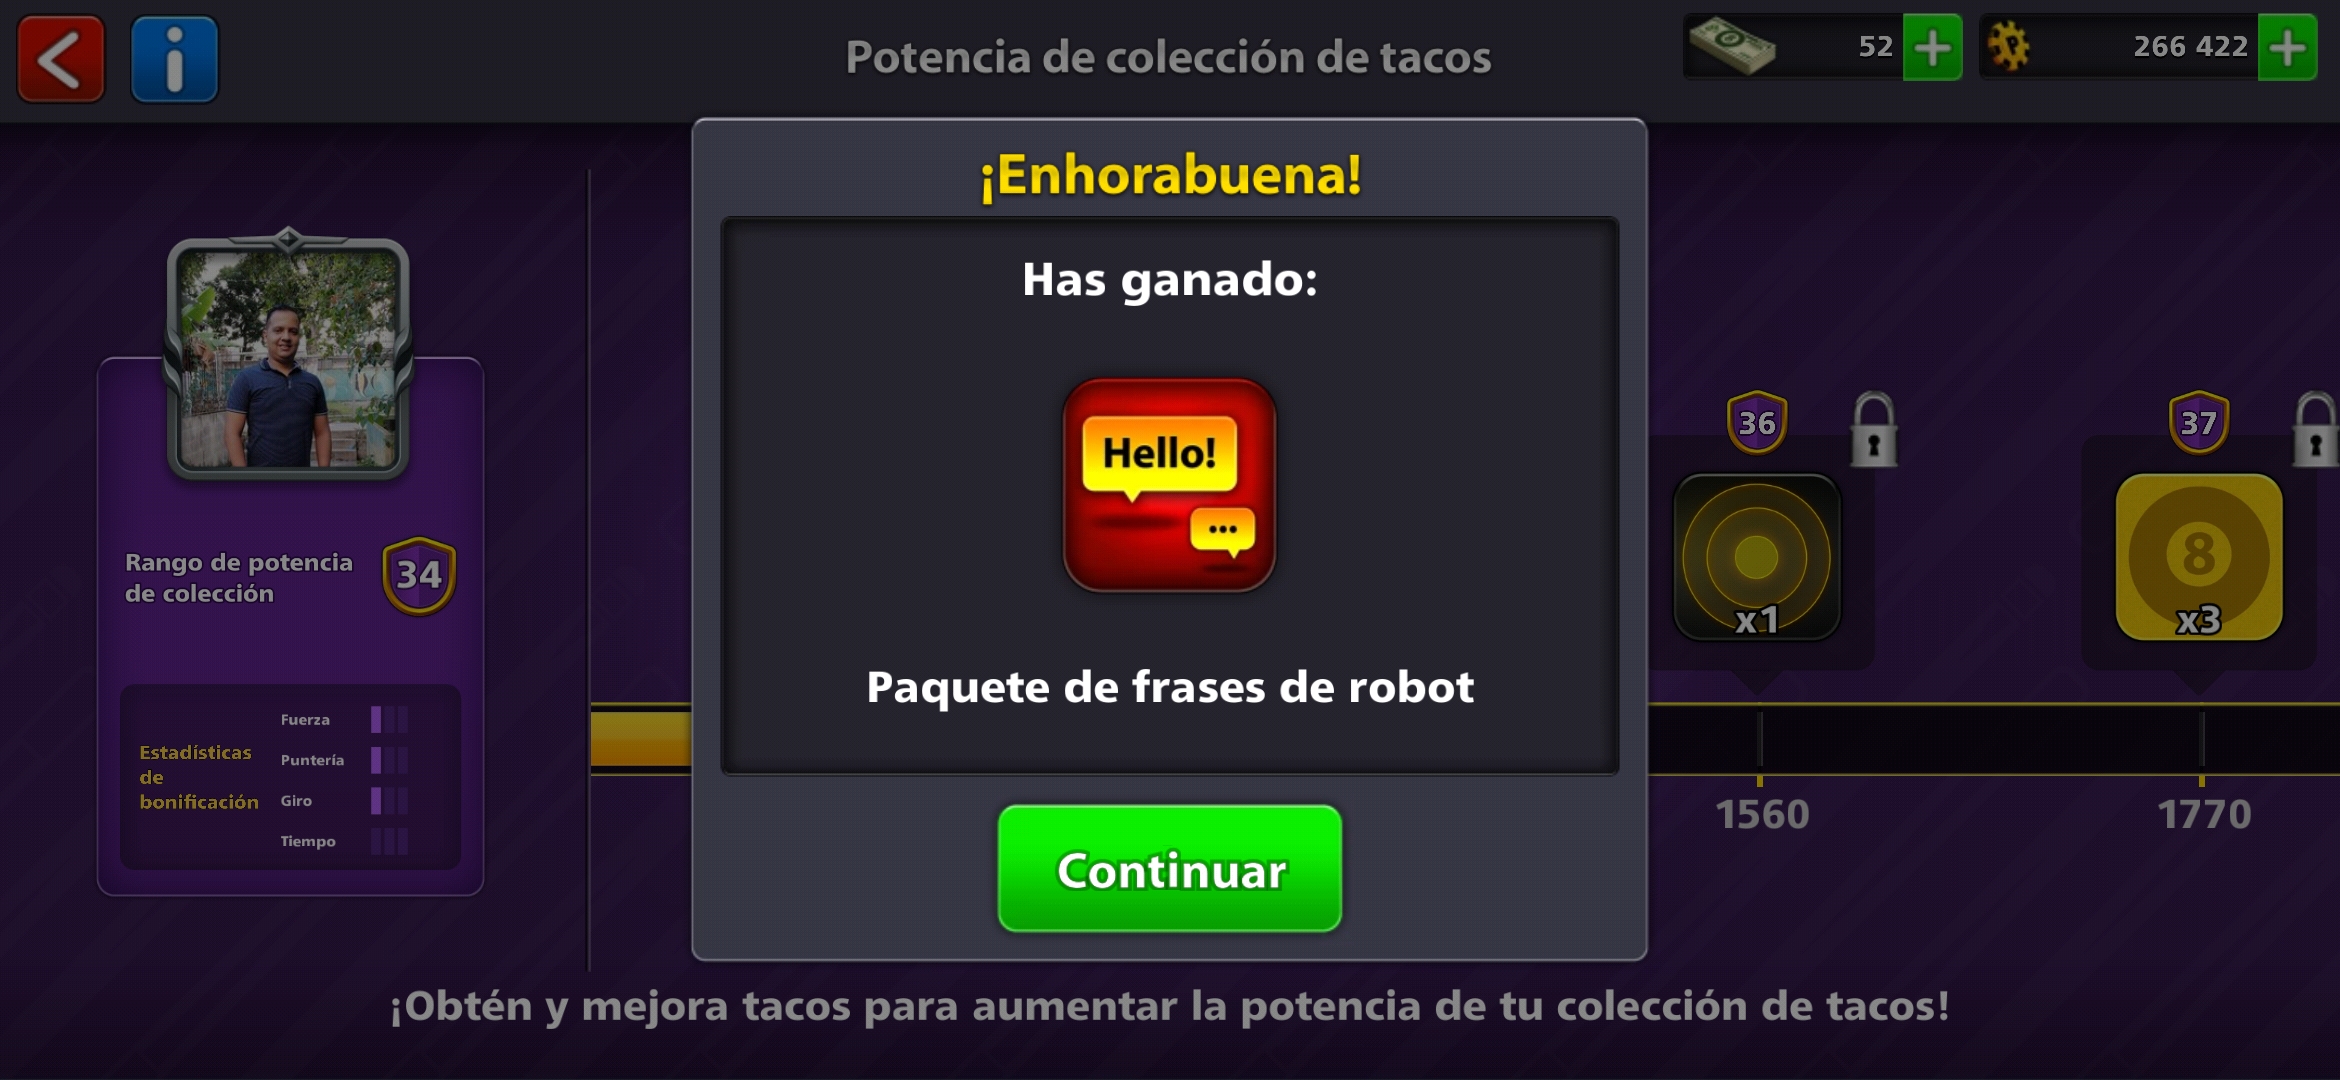 Potencia de colección de tacos
52
266 422
¡Enhorabuena!
Has ganado:
Hello!
...
Paquete de frases de robot
Continuar
Rango de potencia
de colección
34
Estadísticas
de
bonificación
Fuerza
Puntería
Giro
Tiempo
36
x1
1560
37
8
x3
1770
¡Obtén y mejora tacos para aumentar la potencia de tu colección de tacos!